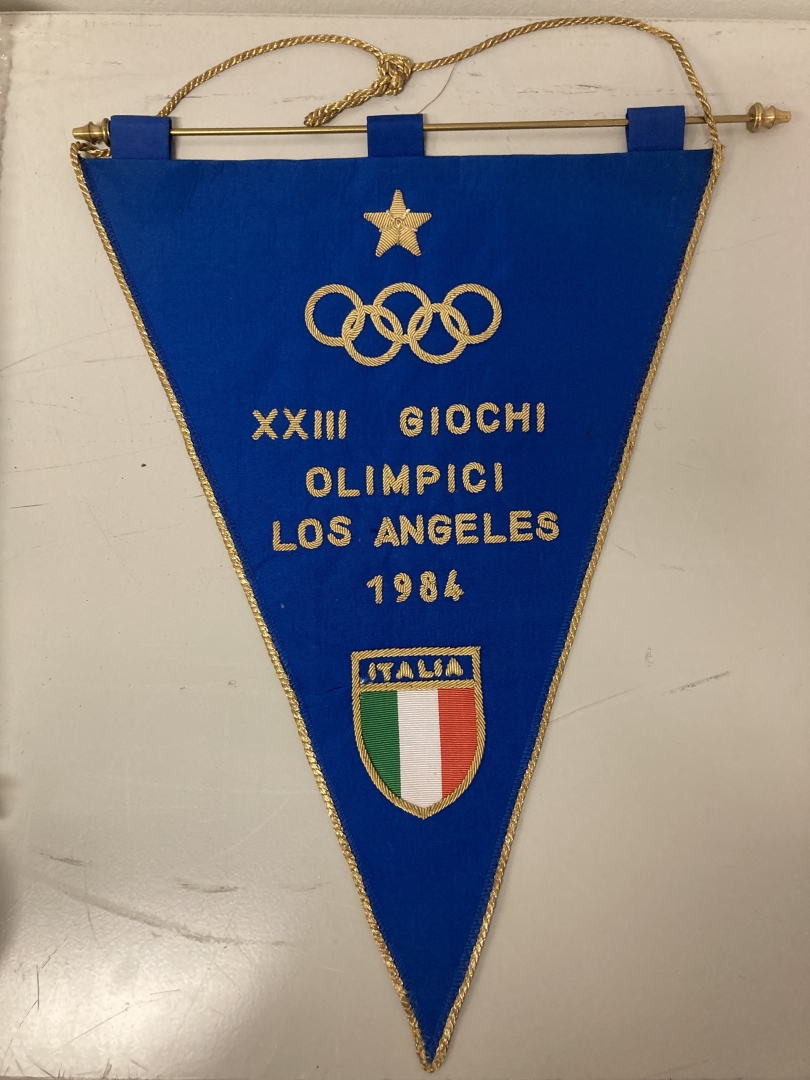 XXIII GIOCHI
OLIMPICI
LOS ANGELES
1984
ITALIA